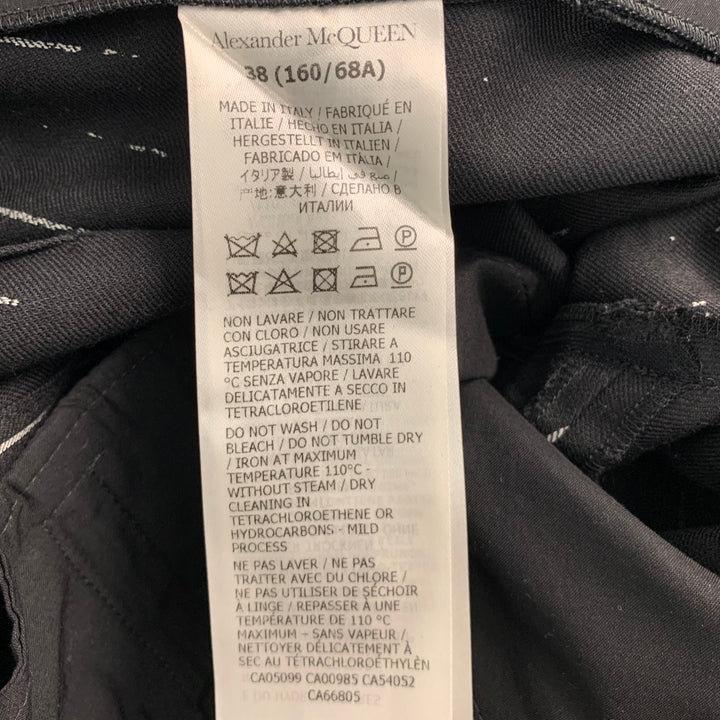 Alexander McQUEEN
38 (160/68A)
MADE IN ITALY / FABRIQUÉ EN
ITALIE / HECHO EN ITALIA /
HERGESTELLT IN ITALIEN /
FABRICADO EM ITÀLIA /
イタリア製 / صنع في إيطاليا /
产地:意大利 / СДЕЛАНО В
ИТАЛИИ
P
P
NON LAVARE / NON TRATTARE
CON CLORO / NON USARE
ASCIUGATRICE / STIRARE A
TEMPERATURA MASSIMA 110
°C SENZA VAPORE / LAVARE
DELICATAMENTE A SECCO IN
TETRACLOROETILENE
DO NOT WASH / DO NOT
BLEACH / DO NOT TUMBLE DRY
/ IRON AT MAXIMUM
TEMPERATURE 110°C -
WITHOUT STEAM / DRY
CLEANING IN
TETRACHLOROETHENE OR
HYDROCARBONS - MILD
PROCESS
NE PAS LAVER / NE PAS
TRAITER AVEC DU CHLORE /
NE PAS UTILISER DE SÉCHOIR
À LINGE / REPASSER À UNE
TEMPÉRATURE DE 110 °C
MAXIMUM - SANS VAPEUR /
NETTOYER DÉLICATEMENT À
SEC AU TÉTRACHLOROÉTHYLÈN
CA05099 CA00985 CA54052
CA66805